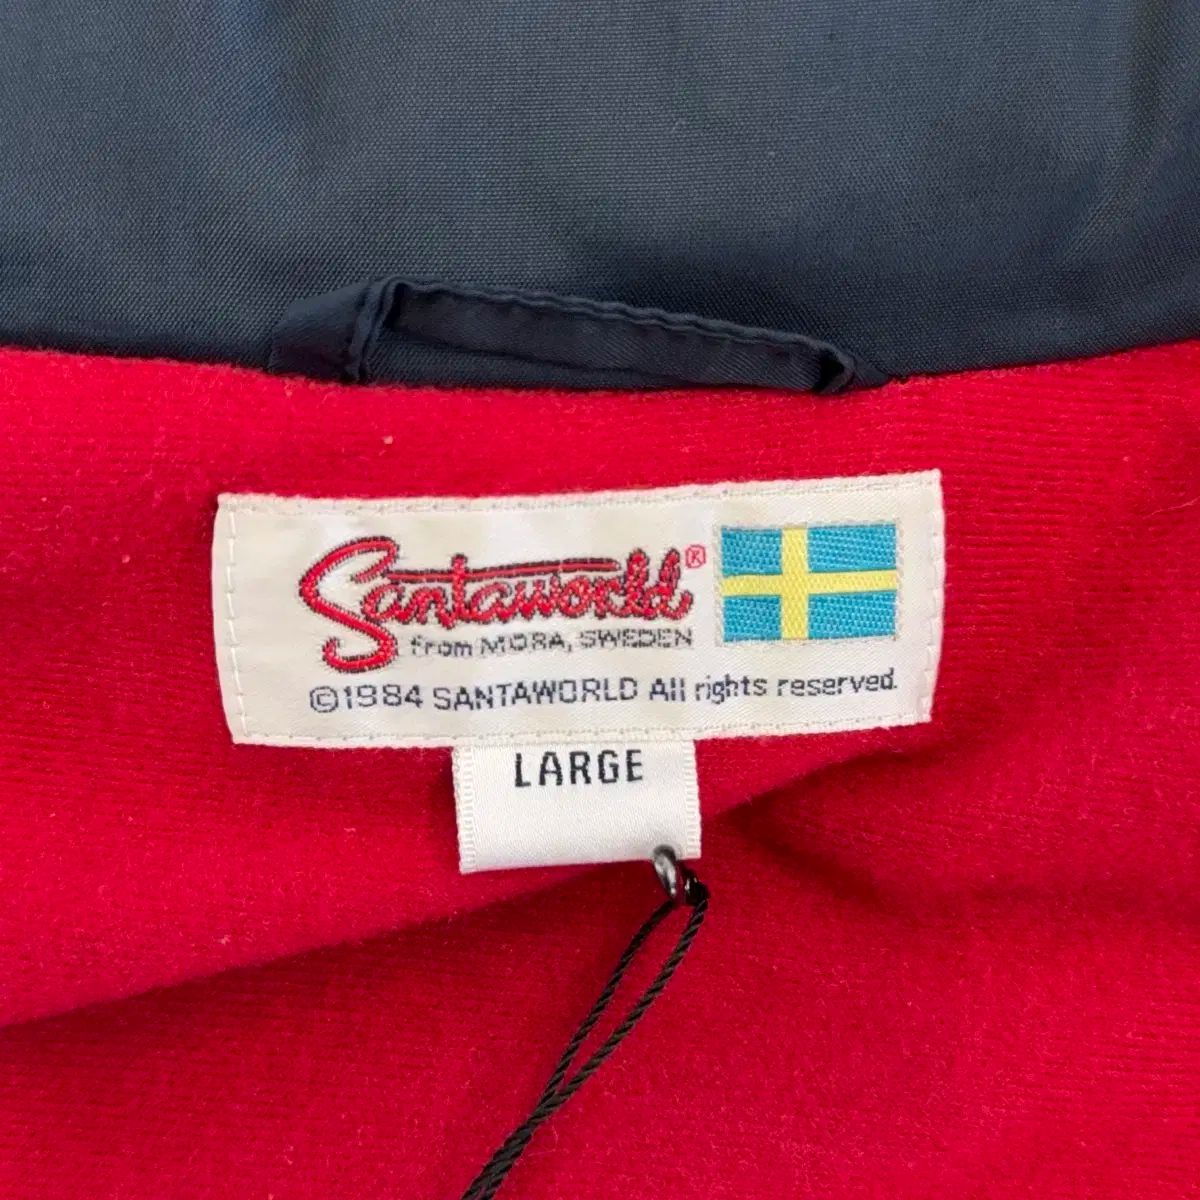 Santaworld®
from MORA, SWEDEN
©1984 SANTAWORLD All rights reserved.
LARGE